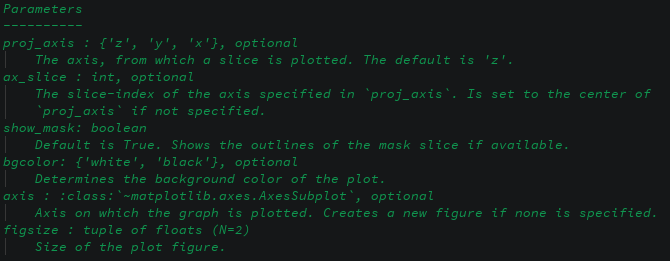 Parameters
----------
proj_axis : {'z', 'y', 'x'}, optional
The axis, from which a slice is plotted. The default is 'z'.
ax_slice : int, optional
The slice-index of the axis specified in `proj_axis`. Is set to the center of
`proj_axis` if not specified.
show_mask: boolean
Default is True. Shows the outlines of the mask slice if available.
bgcolor: {'white', 'black'}, optional
Determines the background color of the plot.
axis : :class:`~matplotlib.axes.AxesSubplot`, optional
Axis on which the graph is plotted. Creates a new figure if none is specified.
figsize : tuple of floats (N=2)
Size of the plot figure.